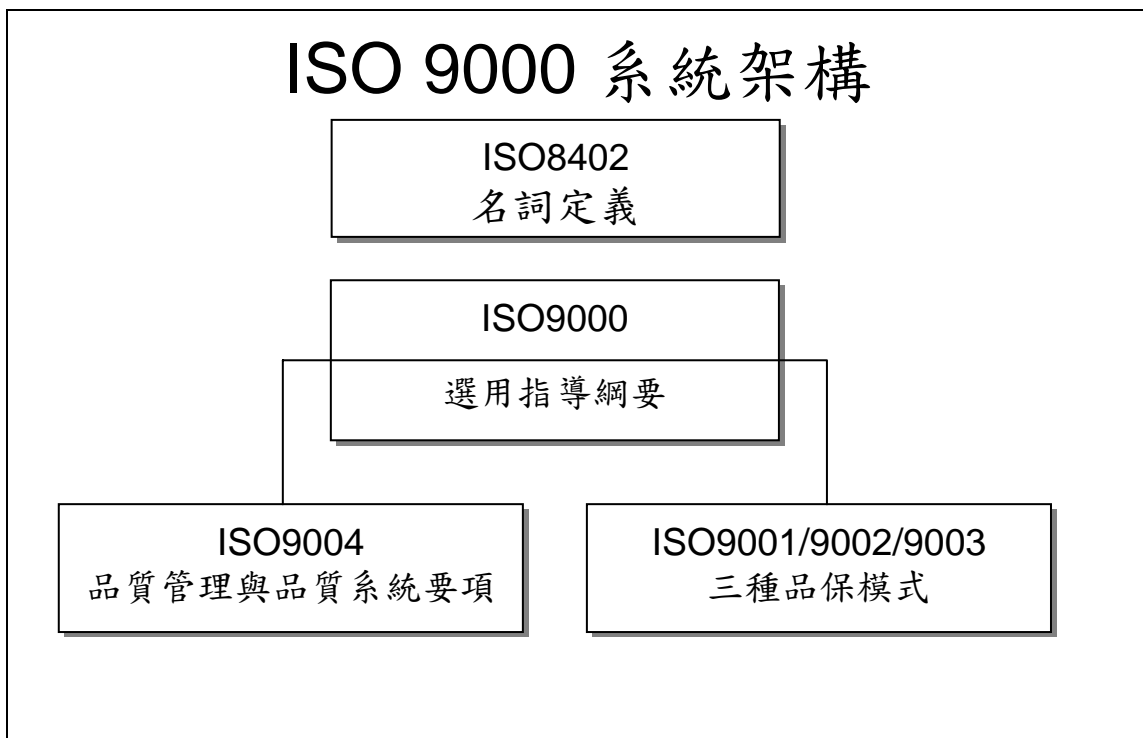 ISO 9000 系統架構
ISO8402
名詞定義
ISO9000
選用指導綱要
ISO9004
品質管理與品質系統要項
ISO9001/9002/9003
三種品保模式